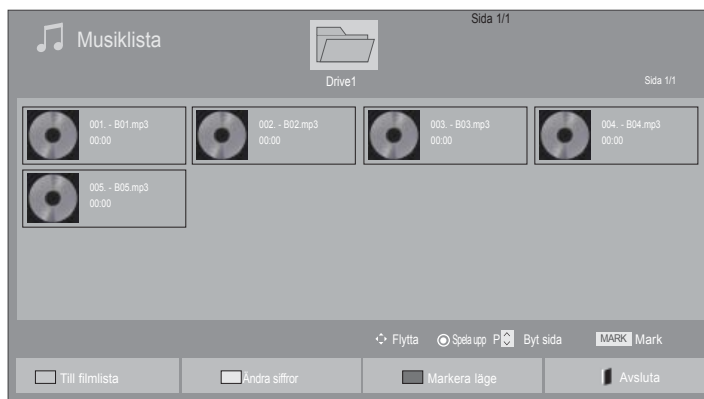 Sida 1/1
Musiklista
Drive1
Sida 1/1
001. - B01.mp3
00:00
002. - B02.mp3
00:00
003. - B03.mp3
00:00
004. - B04.mp3
00:00
005. - B05.mp3
00:00
Flytta Spela upp P Byt sida MARK Mark
Till filmlista Ändra siffror Markera läge Avsluta